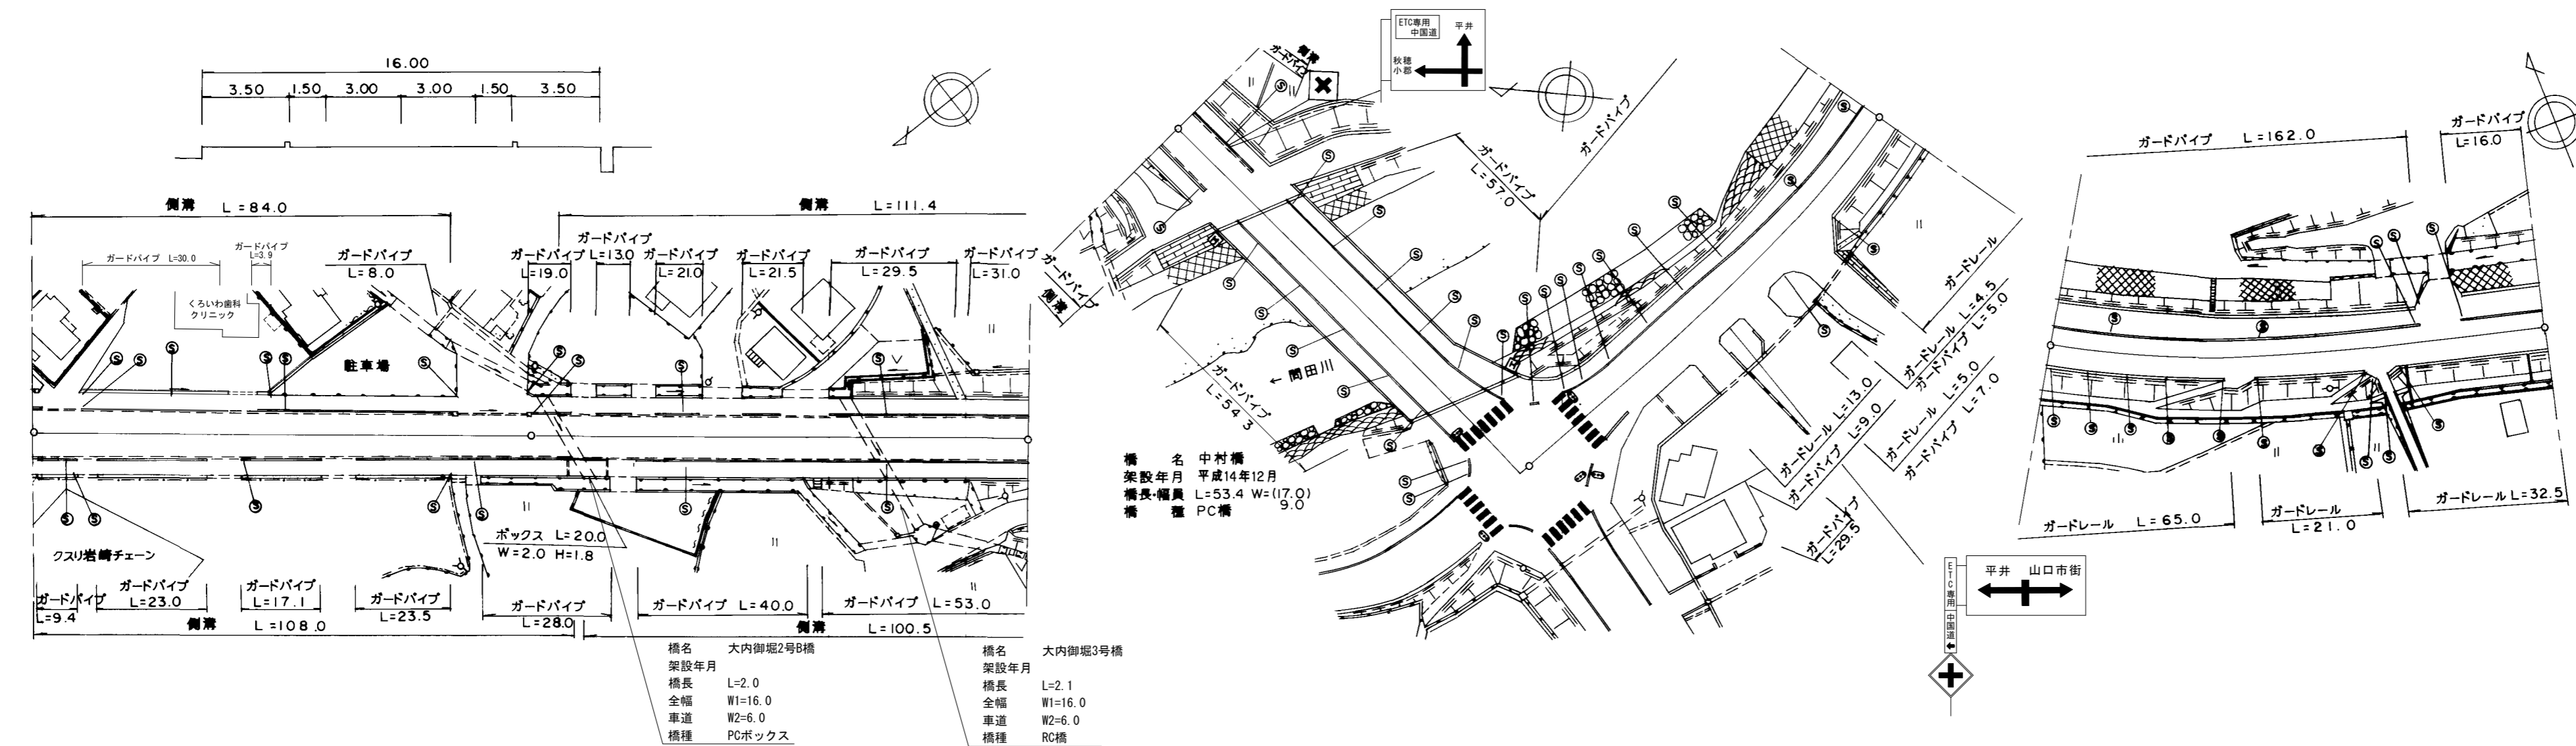 16.00
3.50 1.50 3.00 3.00 1.50 3.50
側溝 L=84.0
側溝 L=111.4
ガードパイプ L=30.0
ガードパイプ
L=3.9
ガードパイプ
L=8.0
ガードパイプ
L=19.0
ガードパイプ
L=13.0
ガードパイプ
L=21.0
ガードパイプ
L=21.5
ガードパイプ
L=29.5
ガードパイプ
L=31.0
くろいわ歯科
クリニック
駐車場
クスリ岩崎チェーン
ボックス L=20.0
W=2.0 H=1.8
ガードパイプ
L=9.4
ガードパイプ
L=23.0
ガードパイプ
L=17.1
ガードパイプ
L=23.5
ガードパイプ
L=28.0
ガードパイプ L=40.0
ガードパイプ L=53.0
側溝 L=108.0
側溝 L=100.5
橋名 大内御堀2号B橋
架設年月
橋長 L=2.0
全幅 W1=16.0
車道 W2=6.0
橋種 PCボックス
橋名 大内御堀3号橋
架設年月
橋長 L=2.1
全幅 W1=16.0
車道 W2=6.0
橋種 RC橋
側溝
ガードパイプ
ETC専用
中国道
平井
秋穂
小郡
ガードパイプ
側溝
ガードパイプ
L=57.0
ガードパイプ
ガードパイプ
L=54.3
← 問田川
橋名 中村橋
架設年月 平成14年12月
橋長・幅員 L=53.4 W=(17.0)
9.0
橋種 PC橋
ガードレール
ガードレール L=4.5
ガードパイプ L=5.0
ガードレール L=13.0
ガードパイプ L=9.0
ガードレール L=5.0
ガードパイプ L=7.0
ガードパイプ
L=29.5
ETC専用
中国道
平井 山口市街
ガードパイプ L=162.0
ガードパイプ
L=16.0
ガードレール L=65.0
ガードレール
L=21.0
ガードレール L=32.5